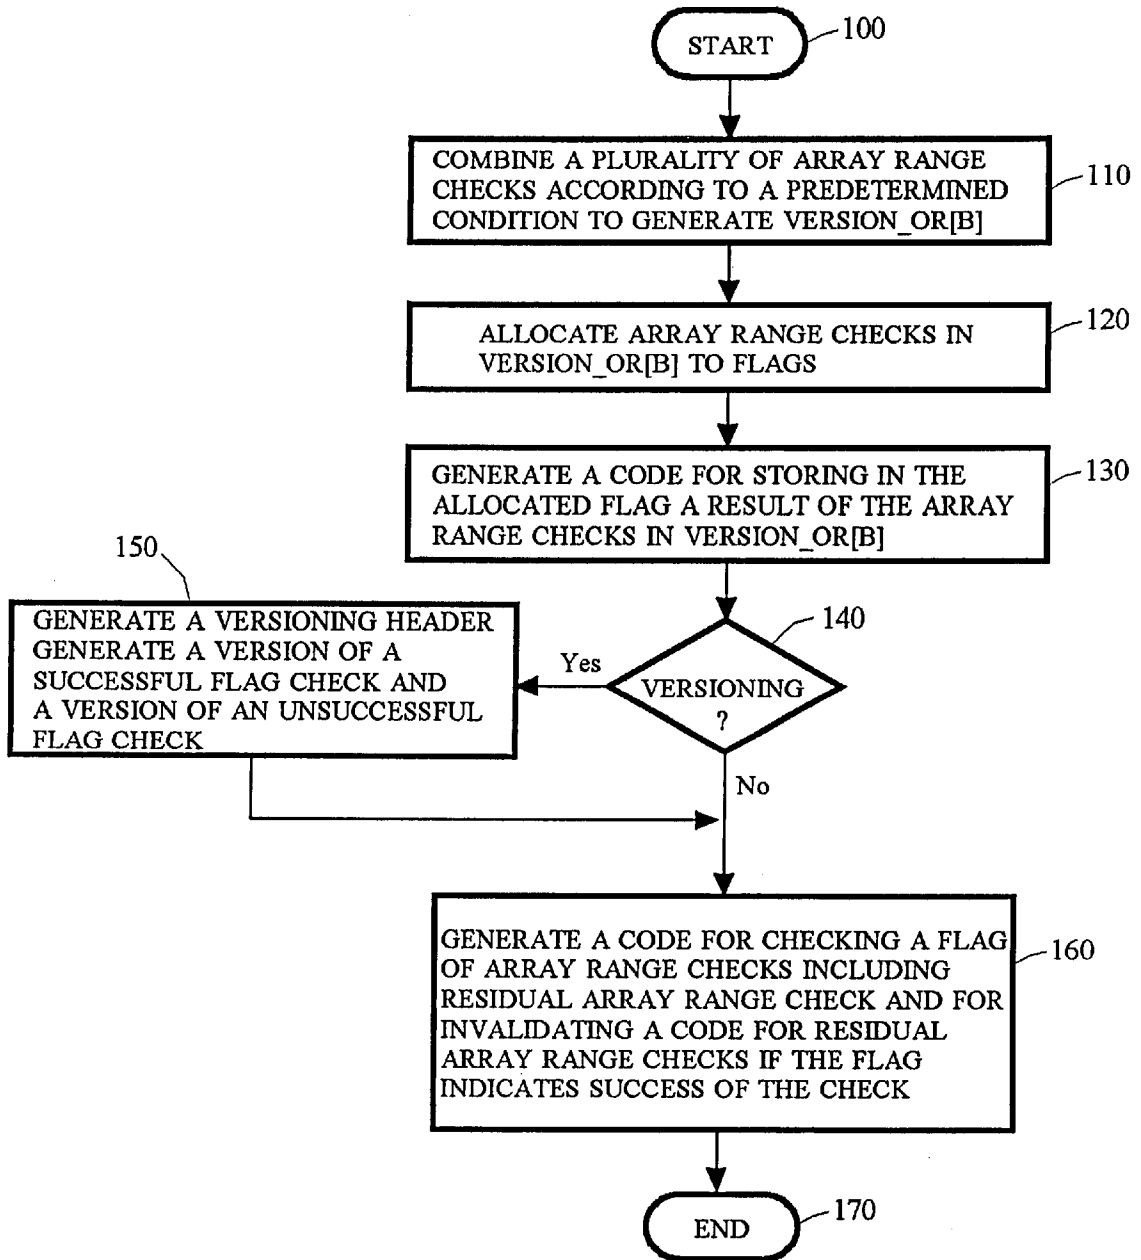 START
100
COMBINE A PLURALITY OF ARRAY RANGE
CHECKS ACCORDING TO A PREDETERMINED
CONDITION TO GENERATE VERSION_OR[B]
110
ALLOCATE ARRAY RANGE CHECKS IN
VERSION_OR[B] TO FLAGS
120
GENERATE A CODE FOR STORING IN THE
ALLOCATED FLAG A RESULT OF THE ARRAY
RANGE CHECKS IN VERSION_OR[B]
130
VERSIONING
?
140
Yes
No
150
GENERATE A VERSIONING HEADER
GENERATE A VERSION OF A
SUCCESSFUL FLAG CHECK AND
A VERSION OF AN UNSUCCESSFUL
FLAG CHECK
GENERATE A CODE FOR CHECKING A FLAG
OF ARRAY RANGE CHECKS INCLUDING
RESIDUAL ARRAY RANGE CHECK AND FOR
INVALIDATING A CODE FOR RESIDUAL
ARRAY RANGE CHECKS IF THE FLAG
INDICATES SUCCESS OF THE CHECK
160
END
170